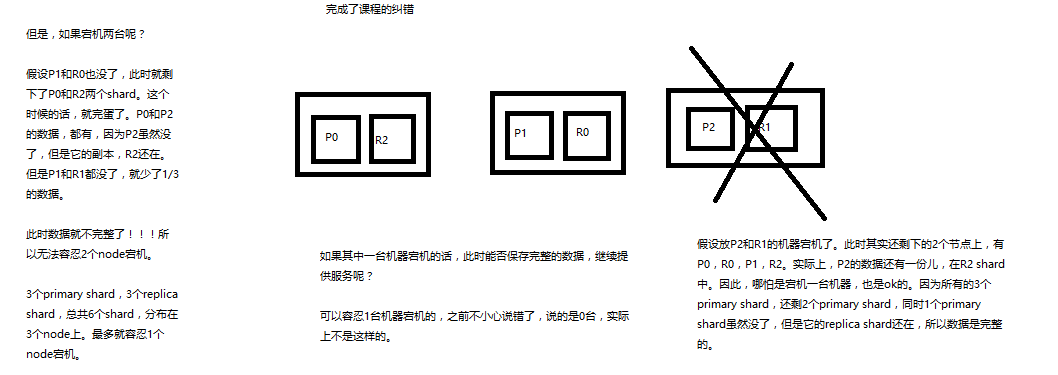 完成了课程的纠错
但是，如果宕机两台呢？
假设P1和R0也没了，此时就剩
下了P0和R2两个shard。这个
时候的话，就完蛋了。P0和P2
的数据，都有，因为P2虽然没
了，但是它的副本，R2还在。
但是P1和R1都没了，就少了1/3
的数据。
此时数据就不完整了！！！所
以无法容忍2个node宕机。
3个primary shard，3个replica
shard，总共6个shard，分布在
3个node上。最多就容忍1个
node宕机。
P0
R2
P1
R0
P2
R1
如果其中一台机器宕机的话，此时能否保存完整的数据，继续提
供服务呢？
可以容忍1台机器宕机的，之前不小心说错了，说的是0台，实际
上不是这样的。
假设放P2和R1的机器宕机了。此时其实还剩下的2个节点上，有
P0，R0，P1，R2。实际上，P2的数据还有一份儿，在R2 shard
中。因此，哪怕是宕机一台机器，也是ok的。因为所有的3个
primary shard，还剩2个primary shard，同时1个primary
shard虽然没了，但是它的replica shard还在，所以数据是完整
的。